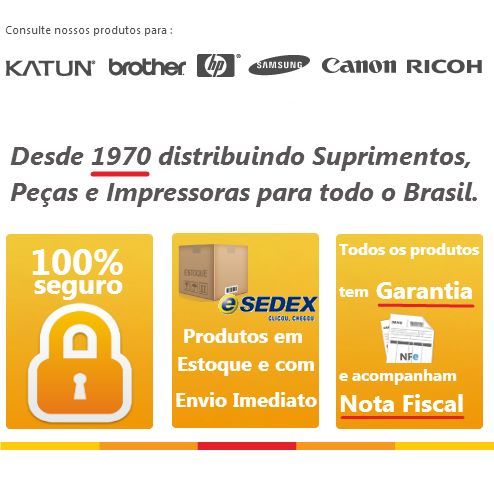 Consulte nossos produtos para :
KATUN® brother hp SAMSUNG Canon RICOH
Desde 1970 distribuindo Suprimentos,
Peças e Impressoras para todo o Brasil.
100%
seguro
ESTOQUE
e SEDEX
CLICOU, CHEGOU.
Produtos em
Estoque e com
Envio Imediato
Todos os produtos
tem Garantia
NFe
e acompanham
Nota Fiscal